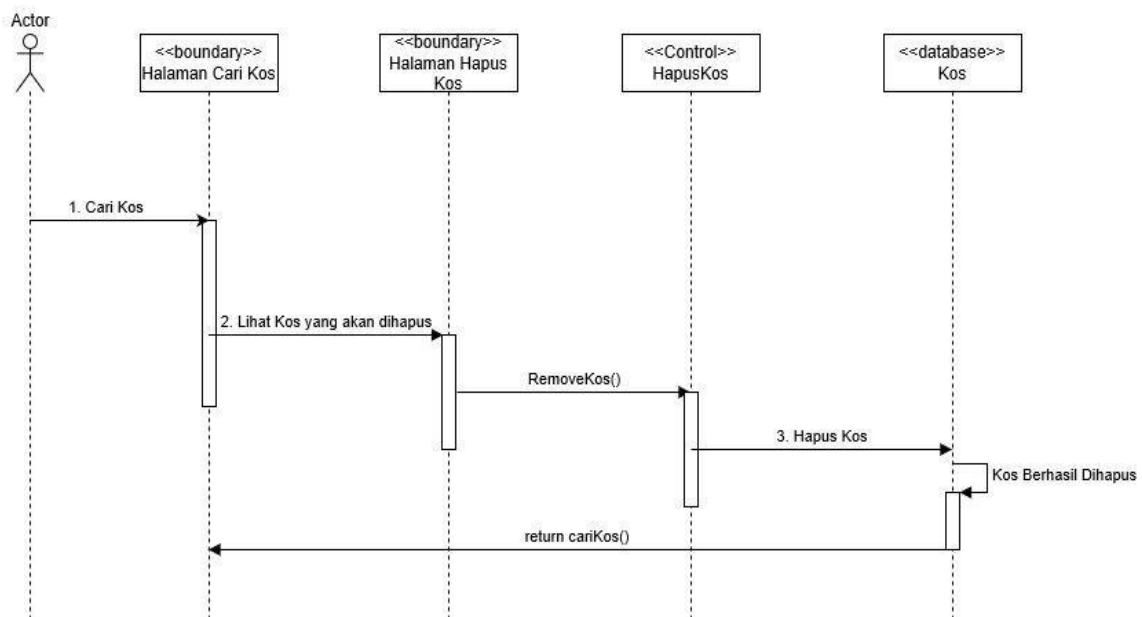 Actor
<<boundary>>
Halaman Cari Kos
<<boundary>>
Halaman Hapus
Kos
<<Control>>
HapusKos
<<database>>
Kos
1. Cari Kos
2. Lihat Kos yang akan dihapus
RemoveKos()
3. Hapus Kos
Kos Berhasil Dihapus
return cariKos()